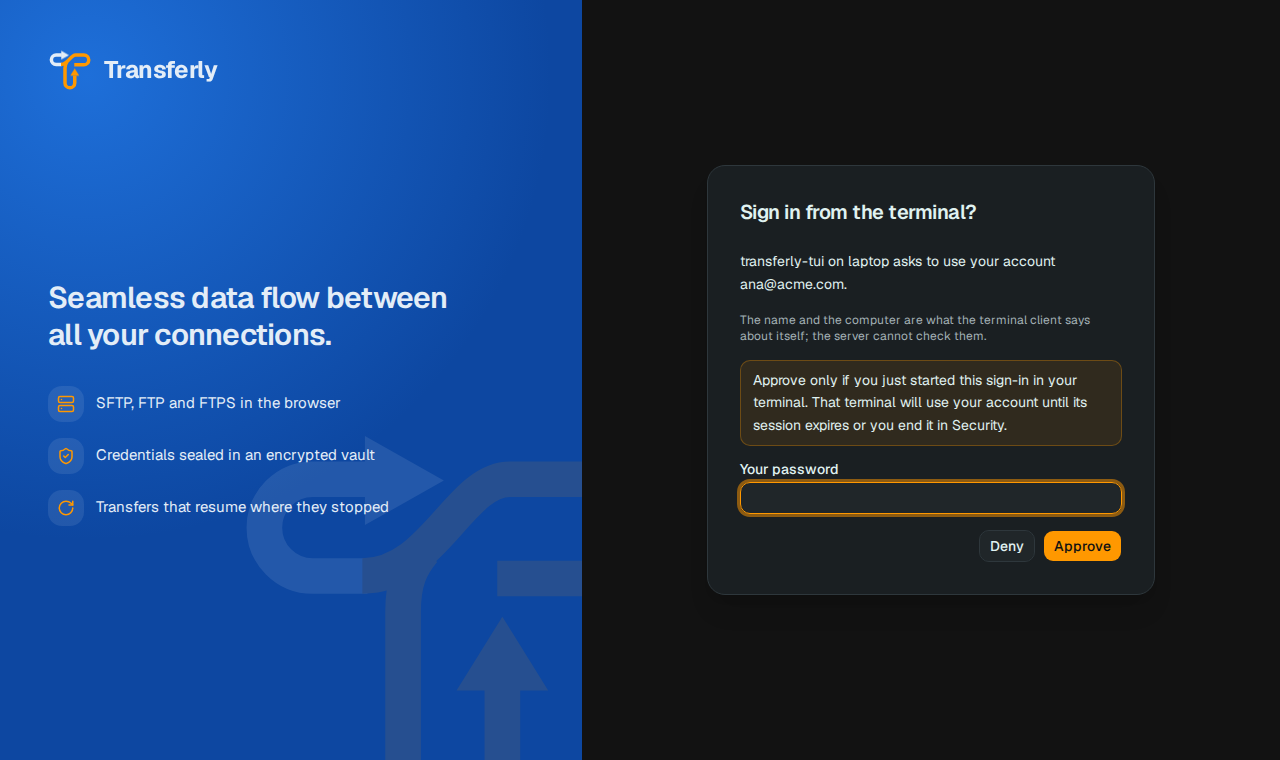 Transferly
Seamless data flow between
all your connections.
SFTP, FTP and FTPS in the browser
Credentials sealed in an encrypted vault
Transfers that resume where they stopped
Sign in from the terminal?
transferly-tui on laptop asks to use your account
ana@acme.com.
The name and the computer are what the terminal client says
about itself; the server cannot check them.
Approve only if you just started this sign-in in your
terminal. That terminal will use your account until its
session expires or you end it in Security.
Your password
Deny
Approve